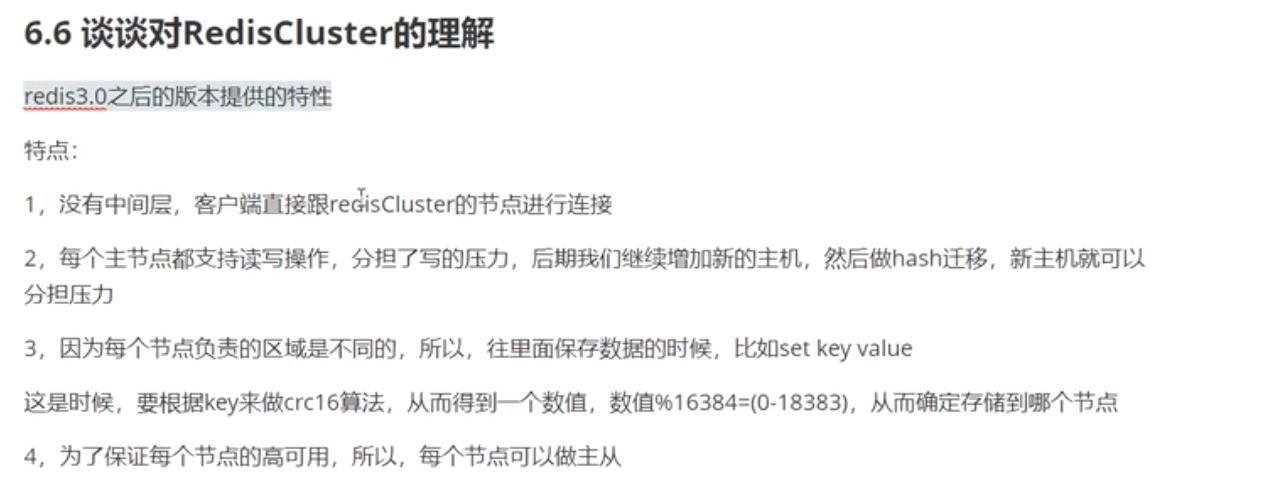 6.6 谈谈对RedisCluster的理解
redis3.0之后的版本提供的特性
特点：
1，没有中间层，客户端直接跟redisCluster的节点进行连接
2，每个主节点都支持读写操作，分担了写的压力，后期我们继续增加新的主机，然后做hash迁移，新主机就可以
分担压力
3，因为每个节点负责的区域是不同的，所以，往里面保存数据的时候，比如set key value
这是时候，要根据key来做crc16算法，从而得到一个数值，数值%16384=(0-18383)，从而确定存储到哪个节点
4，为了保证每个节点的高可用，所以，每个节点可以做主从